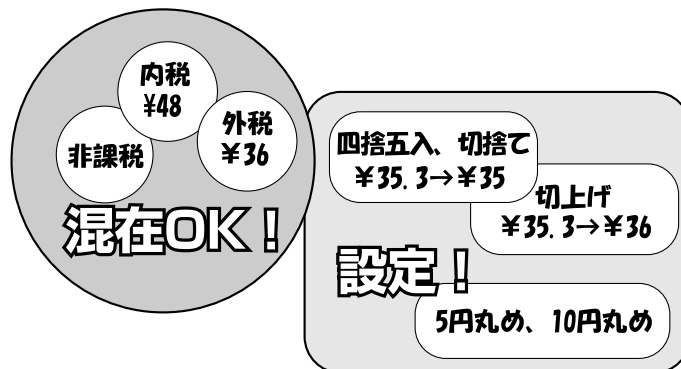 内税
¥48
外税
￥36
非課税
混在OK！
四捨五入、切捨て
￥35.3→￥35
切上げ
￥35.3→￥36
設定！
5円丸め、10円丸め